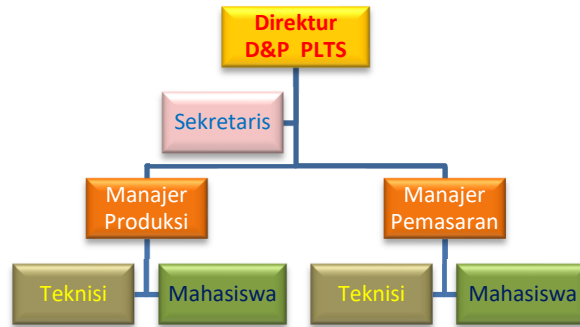 Direktur
D&P PLTS
Sekretaris
Manajer
Produksi
Manajer
Pemasaran
Teknisi
Mahasiswa
Teknisi
Mahasiswa